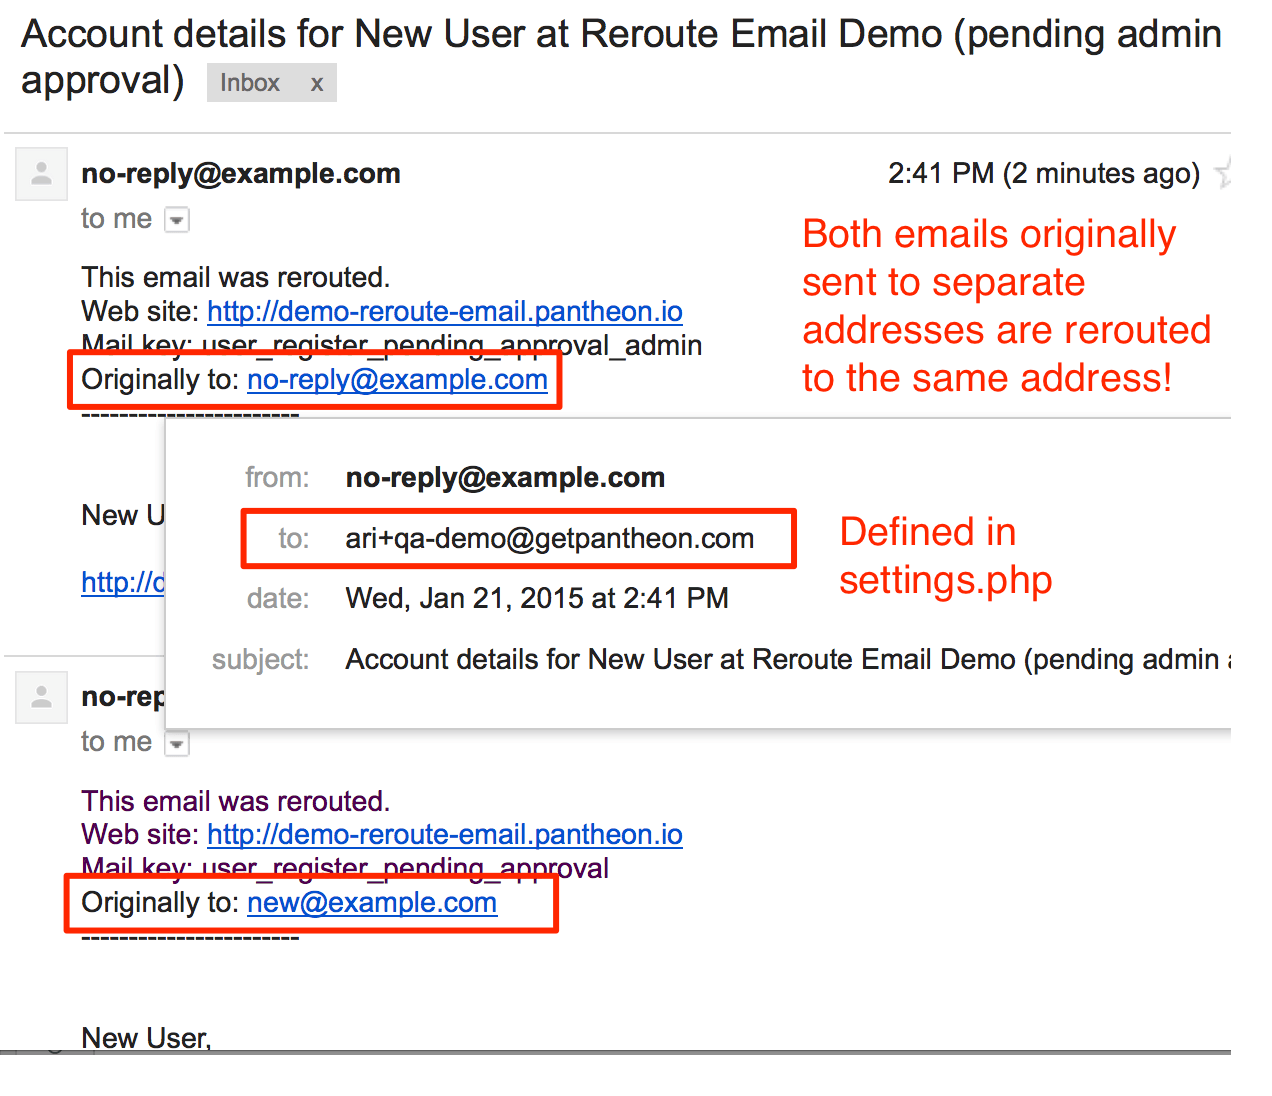 Account details for New User at Reroute Email Demo (pending admin
approval) Inbox x
no-reply@example.com 2:41 PM (2 minutes ago)
to me
Both emails originally
sent to separate
addresses are rerouted
to the same address!
This email was rerouted.
Web site: http://demo-reroute-email.pantheon.io
Mail key: user_register_pending_approval_admin
Originally to: no-reply@example.com
-----------------------
from: no-reply@example.com
to: ari+qa-demo@getpantheon.com
Defined in
settings.php
date: Wed, Jan 21, 2015 at 2:41 PM
subject: Account details for New User at Reroute Email Demo (pending admin
New U
http://d
no-rep
to me
This email was rerouted.
Web site: http://demo-reroute-email.pantheon.io
Mail key: user_register_pending_approval
Originally to: new@example.com
-----------------------
New User,